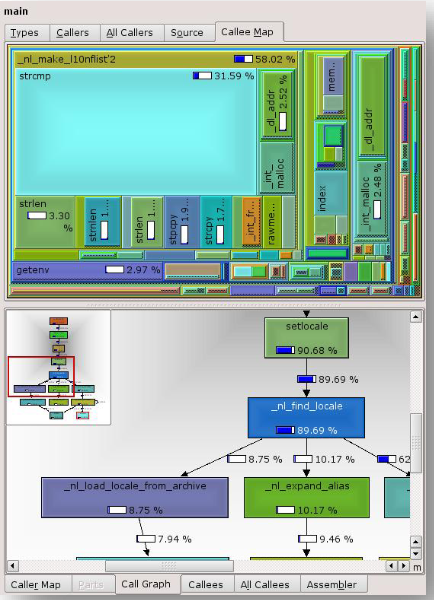 main
Types Callers All Callers Source Callee Map
_nl_make_l10nflist'2 58.02 %
strcmp 31.59 %
_dl_addr 2.52 %
_int_malloc
mem...
_dl_addr
strlen 3.30 %
strnlen 1....
strlen 1....
strcpy 1.9...
strcpy 1.7...
_int_fr...
rawme...
index
_int_malloc 2.48 %
getenv 2.97 %
setlocale
90.68 %
89.69 %
_nl_find_locale
89.69 %
8.75 % 10.17 % 62
_nl_load_locale_from_archive _nl_expand_alias
8.75 % 10.17 %
7.94 % 9.46 %
m
Caller Map Parts Call Graph Callees All Callees Assembler